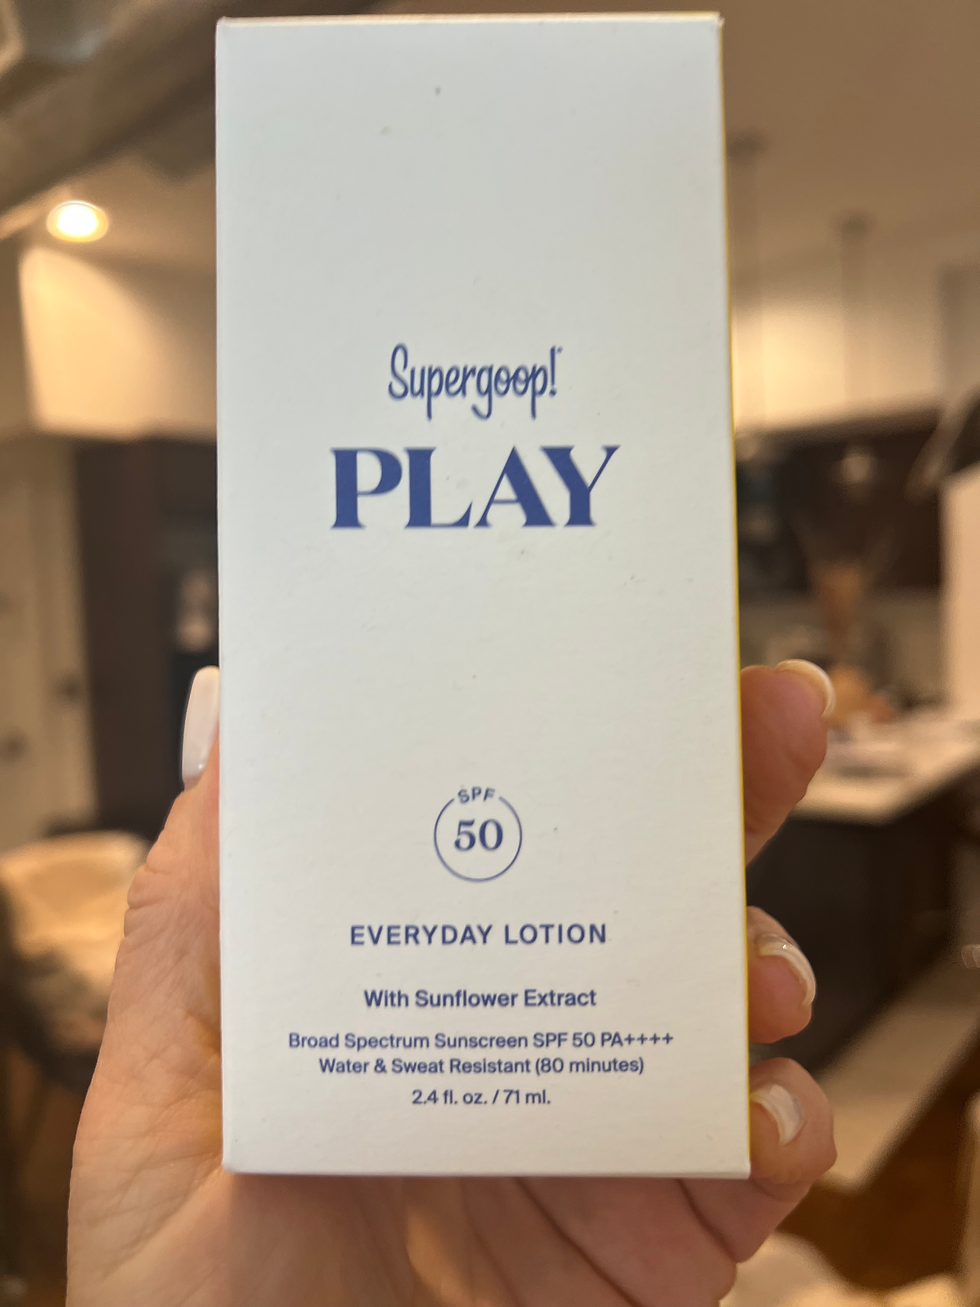 Supergoop!
PLAY
SPF
50
EVERYDAY LOTION
With Sunflower Extract
Broad Spectrum Sunscreen SPF 50 PA++++
Water & Sweat Resistant (80 minutes)
2.4 fl. oz. / 71 ml.